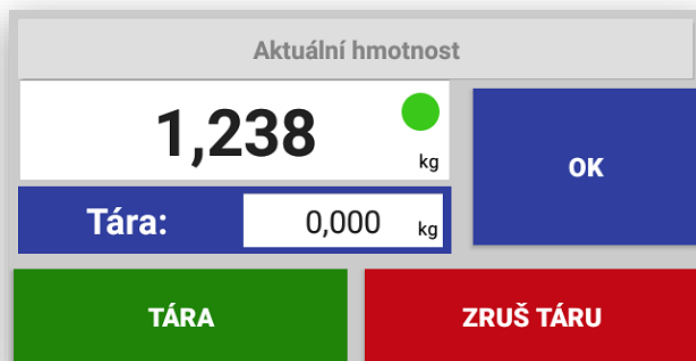 Aktuální hmotnost
1,238 kg
OK
Tára: 0,000 kg
TÁRA
ZRUŠ TÁRU